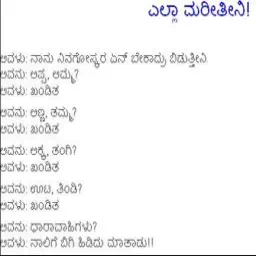 ಎಲ್ಲಾ ಮರೀತೀನಿ!
ಅವಳು: ನಾನು ನಿನಗೋಸ್ಕರ ಏನ್ ಬೇಕಾದ್ರು ಬಿಡುತ್ತೀನಿ
ಅವನು: ಅಪ್ಪ, ಅಮ್ಮ?
ಅವಳು: ಖಂಡಿತ
ಅವನು: ಅಣ್ಣ, ತಮ್ಮ?
ಅವಳು: ಖಂಡಿತ
ಅವನು: ಅಕ್ಕ, ತಂಗಿ?
ಅವಳು: ಖಂಡಿತ
ಅವನು: ಊಟ, ತಿಂಡಿ?
ಅವಳು: ಖಂಡಿತ
ಅವನು: ಧಾರಾವಾಹಿಗಳು?
ಅವಳು: ನಾಲಿಗೆ ಬಿಗಿ ಹಿಡಿದು ಮಾತಾಡು!!